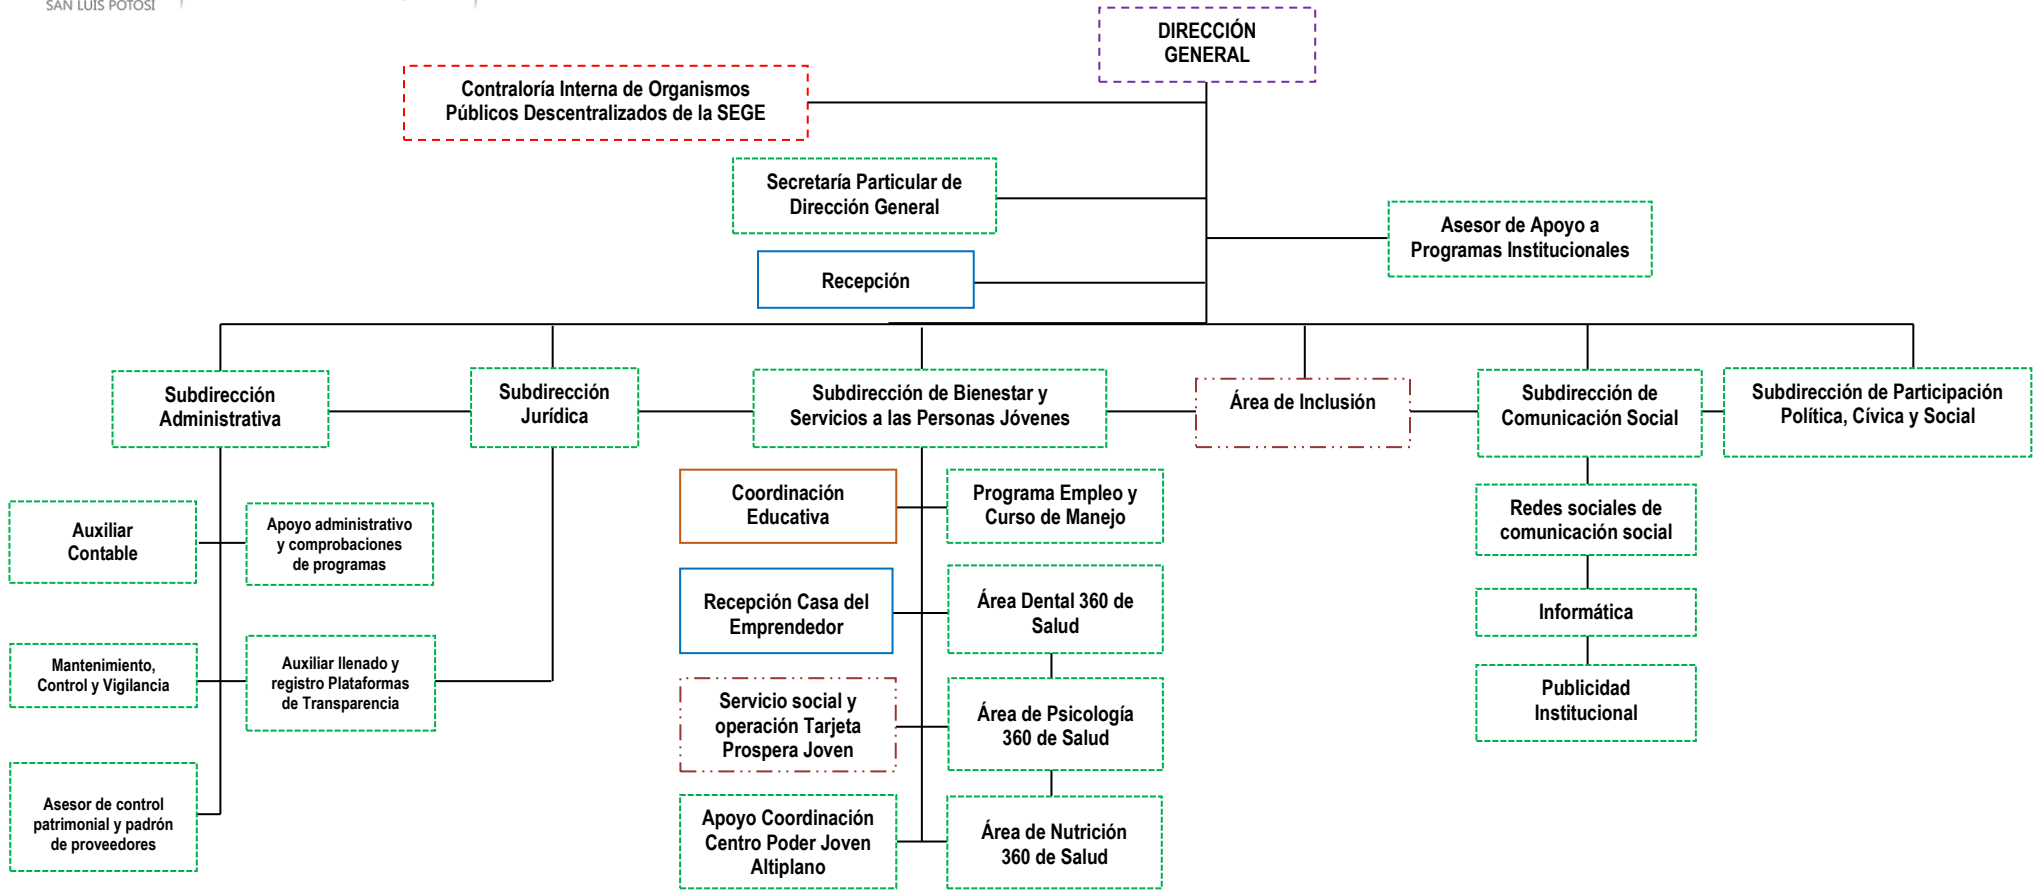 SAN LUIS POTOSÍ
DIRECCIÓN
GENERAL
Contraloría Interna de Organismos
Públicos Descentralizados de la SEGE
Secretaría Particular de
Dirección General
Asesor de Apoyo a
Programas Institucionales
Recepción
Subdirección
Administrativa
Subdirección
Jurídica
Subdirección de Bienestar y
Servicios a las Personas Jóvenes
Área de Inclusión
Subdirección de
Comunicación Social
Subdirección de Participación
Política, Cívica y Social
Auxiliar
Contable
Apoyo administrativo
y comprobaciones
de programas
Mantenimiento,
Control y Vigilancia
Auxiliar llenado y
registro Plataformas
de Transparencia
Asesor de control
patrimonial y padrón
de proveedores
Coordinación
Educativa
Programa Empleo y
Curso de Manejo
Recepción Casa del
Emprendedor
Área Dental 360 de
Salud
Servicio social y
operación Tarjeta
Prospera Joven
Área de Psicología
360 de Salud
Apoyo Coordinación
Centro Poder Joven
Altiplano
Área de Nutrición
360 de Salud
Redes sociales de
comunicación social
Informática
Publicidad
Institucional